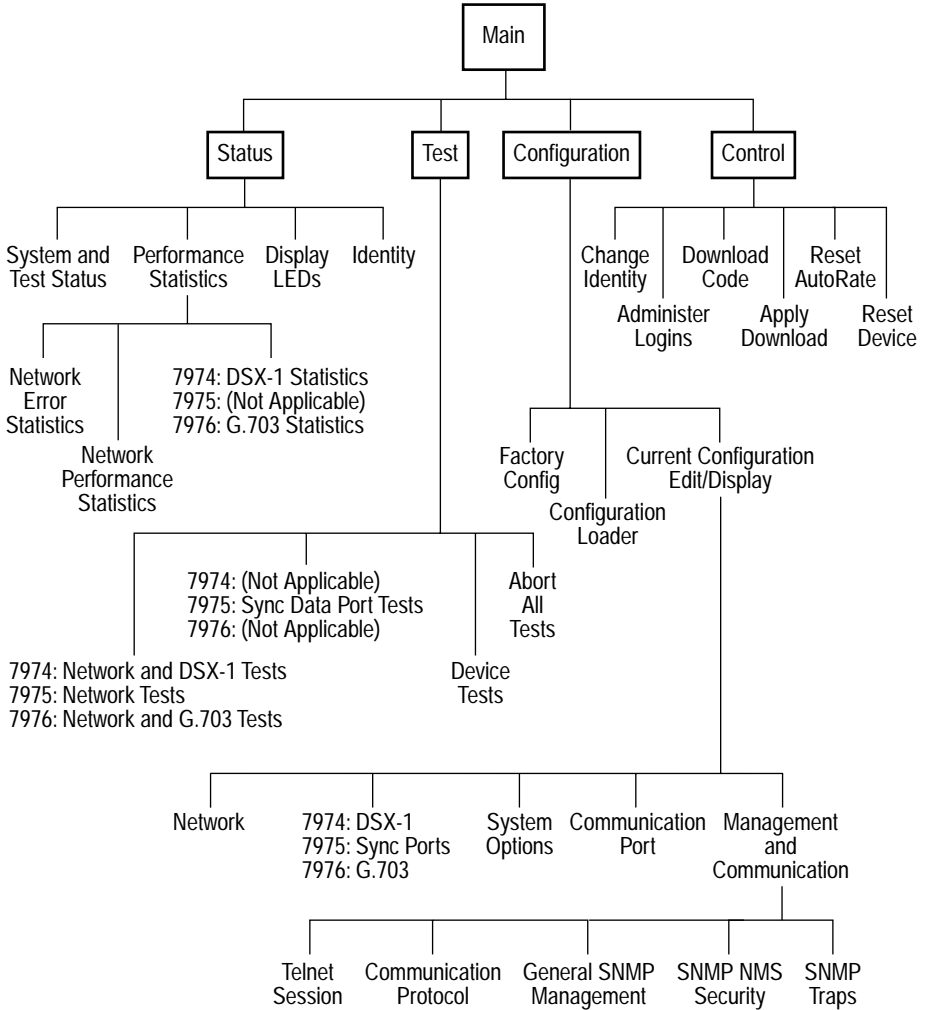 Main
Status
Test
Configuration
Control
System and
Test Status
Performance
Statistics
Display
LEDs
Identity
Change
Identity
Administer
Logins
Download
Code
Apply
Download
Reset
AutoRate
Reset
Device
Network
Error
Statistics
Network
Performance
Statistics
7974: DSX-1 Statistics
7975: (Not Applicable)
7976: G.703 Statistics
Factory
Config
Configuration
Loader
Current Configuration
Edit/Display
7974: Network and DSX-1 Tests
7975: Network Tests
7976: Network and G.703 Tests
7974: (Not Applicable)
7975: Sync Data Port Tests
7976: (Not Applicable)
Device
Tests
Abort
All
Tests
Network
7974: DSX-1
7975: Sync Ports
7976: G.703
System
Options
Communication
Port
Management
and
Communication
Telnet
Session
Communication
Protocol
General SNMP
Management
SNMP NMS
Security
SNMP
Traps